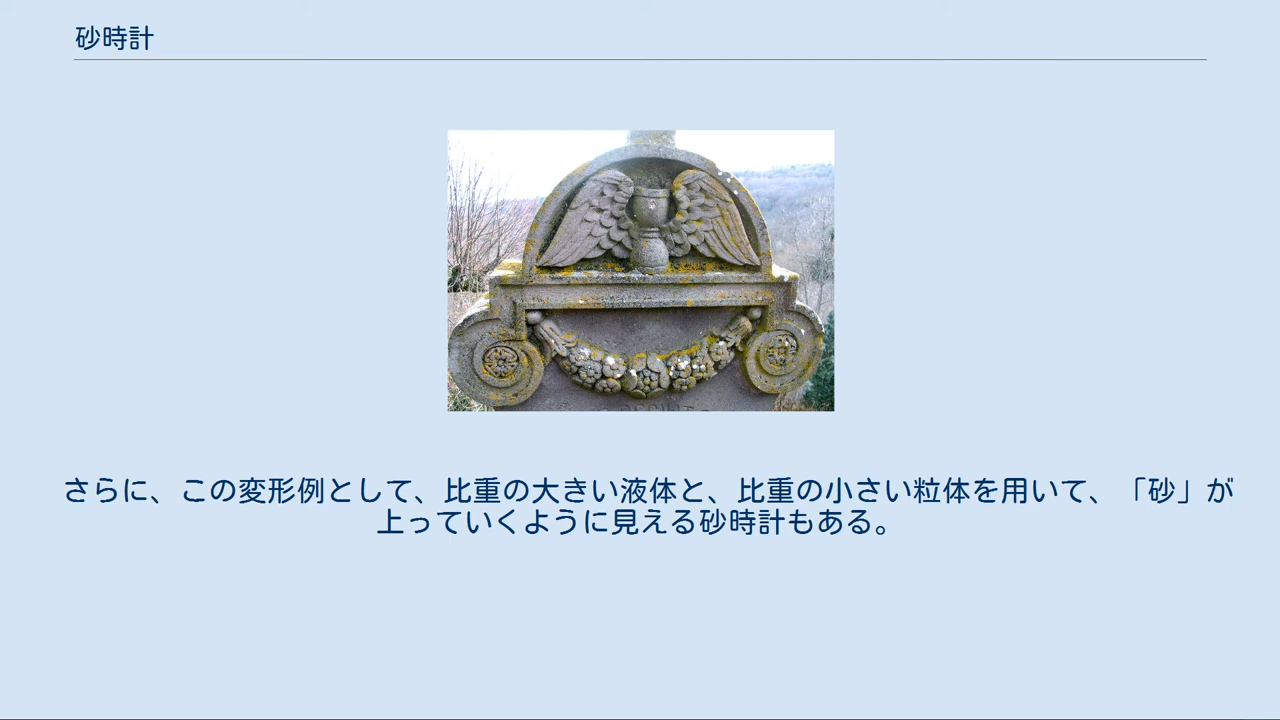 砂時計
さらに、この変形例として、比重の大きい液体と、比重の小さい粒体を用いて、「砂」が
上っていくように見える砂時計もある。